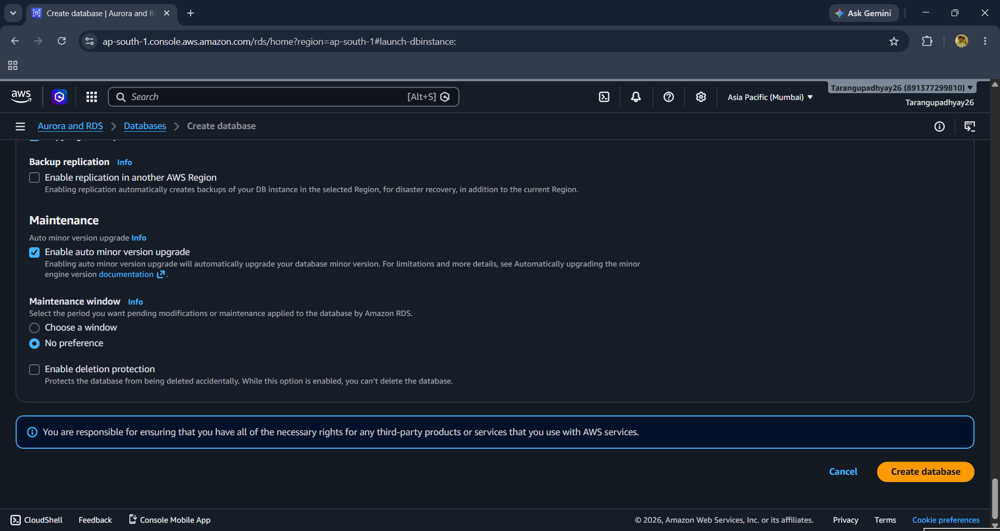 Create database | Aurora and R
Ask Gemini
ap-south-1.console.aws.amazon.com/rds/home?region=ap-south-1#launch-dbinstance:
aws
Search
[Alt+S]
Asia Pacific (Mumbai)
Tarangupadhyay26 (891377299810)
Tarangupadhyay26
Aurora and RDS
Databases
Create database
Backup replication Info
Enable replication in another AWS Region
Enabling replication automatically creates backups of your DB instance in the selected Region, for disaster recovery, in addition to the current Region.
Maintenance
Auto minor version upgrade Info
Enable auto minor version upgrade
Enabling auto minor version upgrade will automatically upgrade your database minor version. For limitations and more details, see Automatically upgrading the minor
engine version documentation .
Maintenance window Info
Select the period you want pending modifications or maintenance applied to the database by Amazon RDS.
Choose a window
No preference
Enable deletion protection
Protects the database from being deleted accidentally. While this option is enabled, you can't delete the database.
You are responsible for ensuring that you have all of the necessary rights for any third-party products or services that you use with AWS services.
Cancel
Create database
CloudShell
Feedback
Console Mobile App
© 2026, Amazon Web Services, Inc. or its affiliates.
Privacy
Terms
Cookie preferences